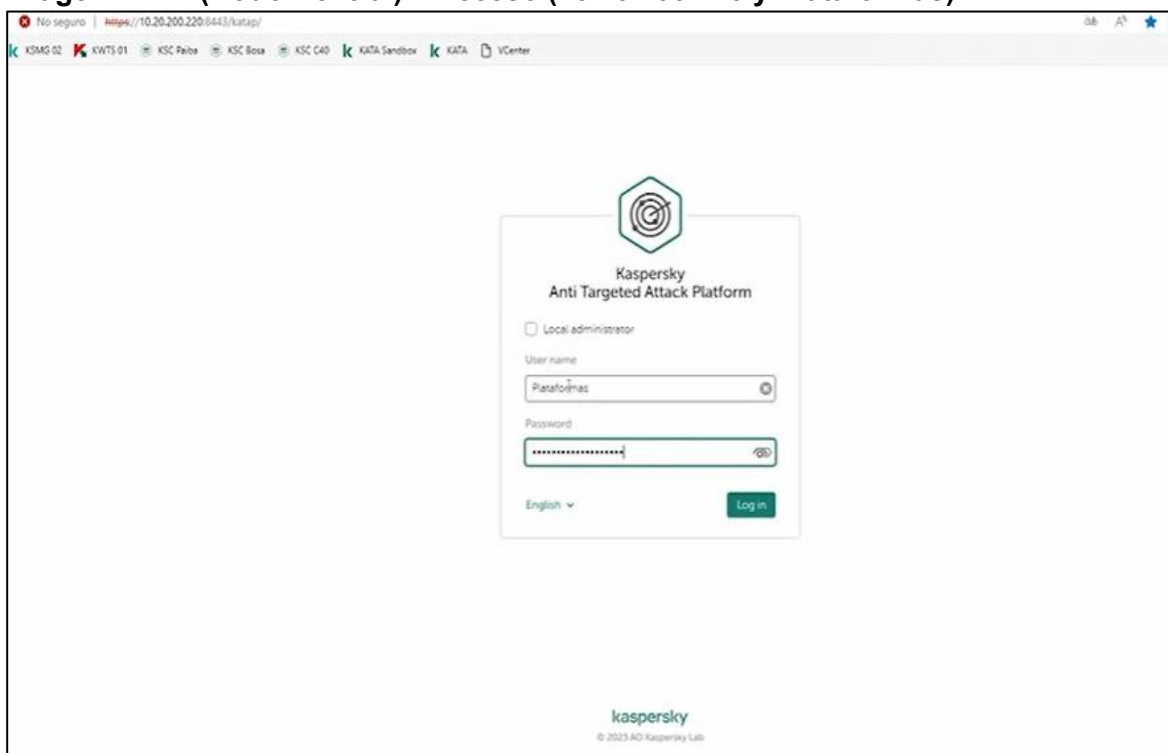 No seguro | https://10.20.200.220:8443/katap/
KSMG 02 KWTS 01 KSC Paiba KSC Bosa KSC C40 KATA Sandbox KATA VCenter
Kaspersky
Anti Targeted Attack Platform
Local administrator
User name
Plataformas
Password
English
Log in
kaspersky
© 2023 AO Kaspersky Lab